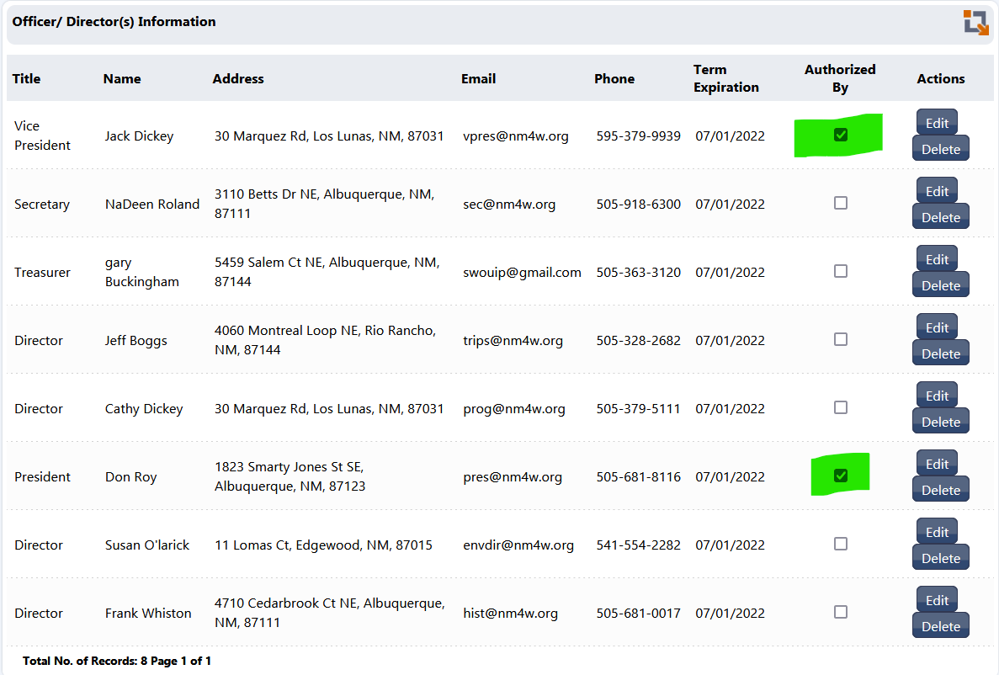 Officer/ Director(s) Information
Title Name Address Email Phone Term Expiration Authorized By Actions
Vice President Jack Dickey 30 Marquez Rd, Los Lunas, NM, 87031 vpres@nm4w.org 595-379-9939 07/01/2022 Edit Delete
Secretary NaDeen Roland 3110 Betts Dr NE, Albuquerque, NM, 87111 sec@nm4w.org 505-918-6300 07/01/2022 Edit Delete
Treasurer gary Buckingham 5459 Salem Ct NE, Albuquerque, NM, 87144 swouip@gmail.com 505-363-3120 07/01/2022 Edit Delete
Director Jeff Boggs 4060 Montreal Loop NE, Rio Rancho, NM, 87144 trips@nm4w.org 505-328-2682 07/01/2022 Edit Delete
Director Cathy Dickey 30 Marquez Rd, Los Lunas, NM, 87031 prog@nm4w.org 505-379-5111 07/01/2022 Edit Delete
President Don Roy 1823 Smarty Jones St SE, Albuquerque, NM, 87123 pres@nm4w.org 505-681-8116 07/01/2022 Edit Delete
Director Susan O'larick 11 Lomas Ct, Edgewood, NM, 87015 envdir@nm4w.org 541-554-2282 07/01/2022 Edit Delete
Director Frank Whiston 4710 Cedarbrook Ct NE, Albuquerque, NM, 87111 hist@nm4w.org 505-681-0017 07/01/2022 Edit Delete
Total No. of Records: 8 Page 1 of 1